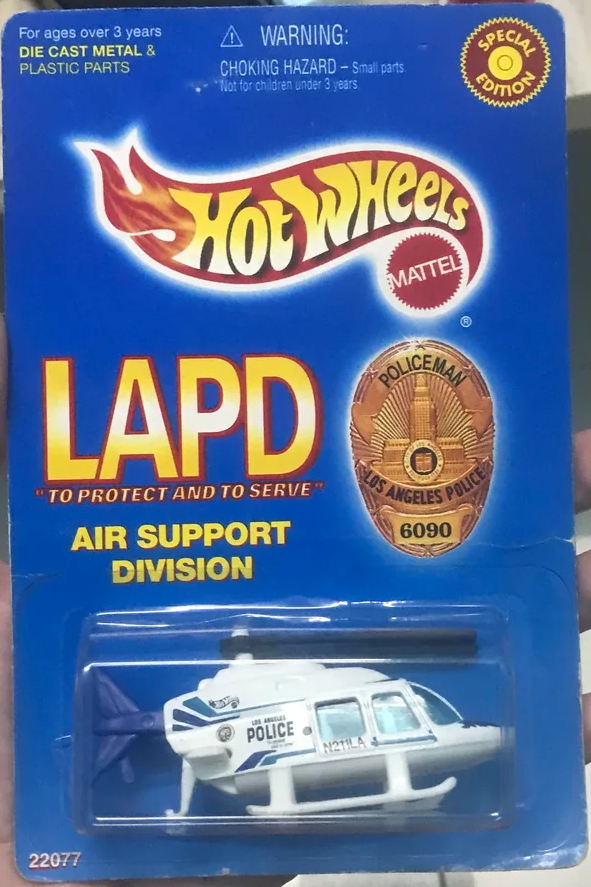 For ages over 3 years
DIE CAST METAL &
PLASTIC PARTS
WARNING:
CHOKING HAZARD – Small parts
Not for children under 3 years.
SPECIAL
EDITION
HOT WHEELS
MATTEL
®
LAPD
"TO PROTECT AND TO SERVE"
AIR SUPPORT
DIVISION
POLICEMAN
LOS ANGELES POLICE
6090
Hot Wheels
LOS ANGELES
POLICE
N211LA
22077